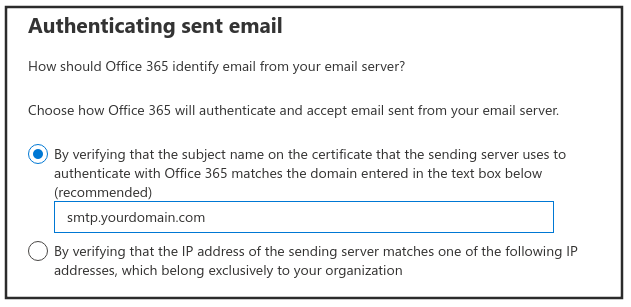 Authenticating sent email
How should Office 365 identify email from your email server?
Choose how Office 365 will authenticate and accept email sent from your email server.
By verifying that the subject name on the certificate that the sending server uses to
authenticate with Office 365 matches the domain entered in the text box below
(recommended)
smtp.yourdomain.com
By verifying that the IP address of the sending server matches one of the following IP
addresses, which belong exclusively to your organization